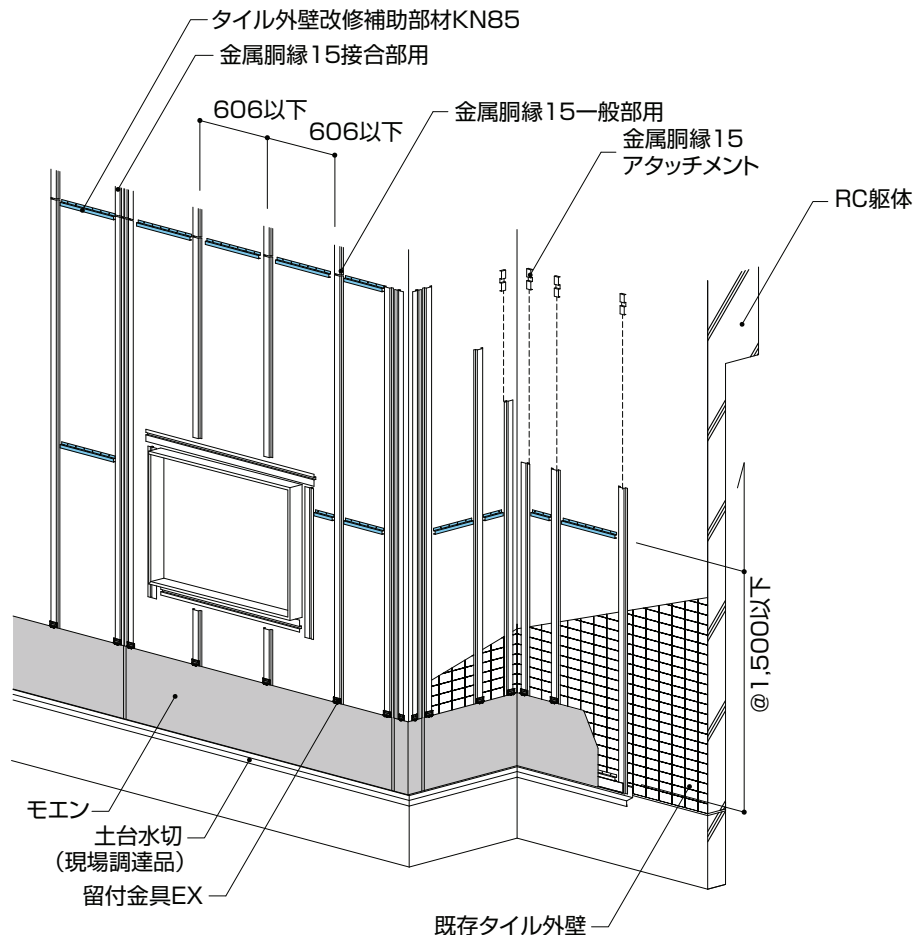 タイル外壁改修補助部材KN85
金属胴縁15接合部用
606以下
606以下
金属胴縁15一般部用
金属胴縁15
アタッチメント
RC躯体
@1,500以下
モエン
土台水切
(現場調達品)
留付金具EX
既存タイル外壁